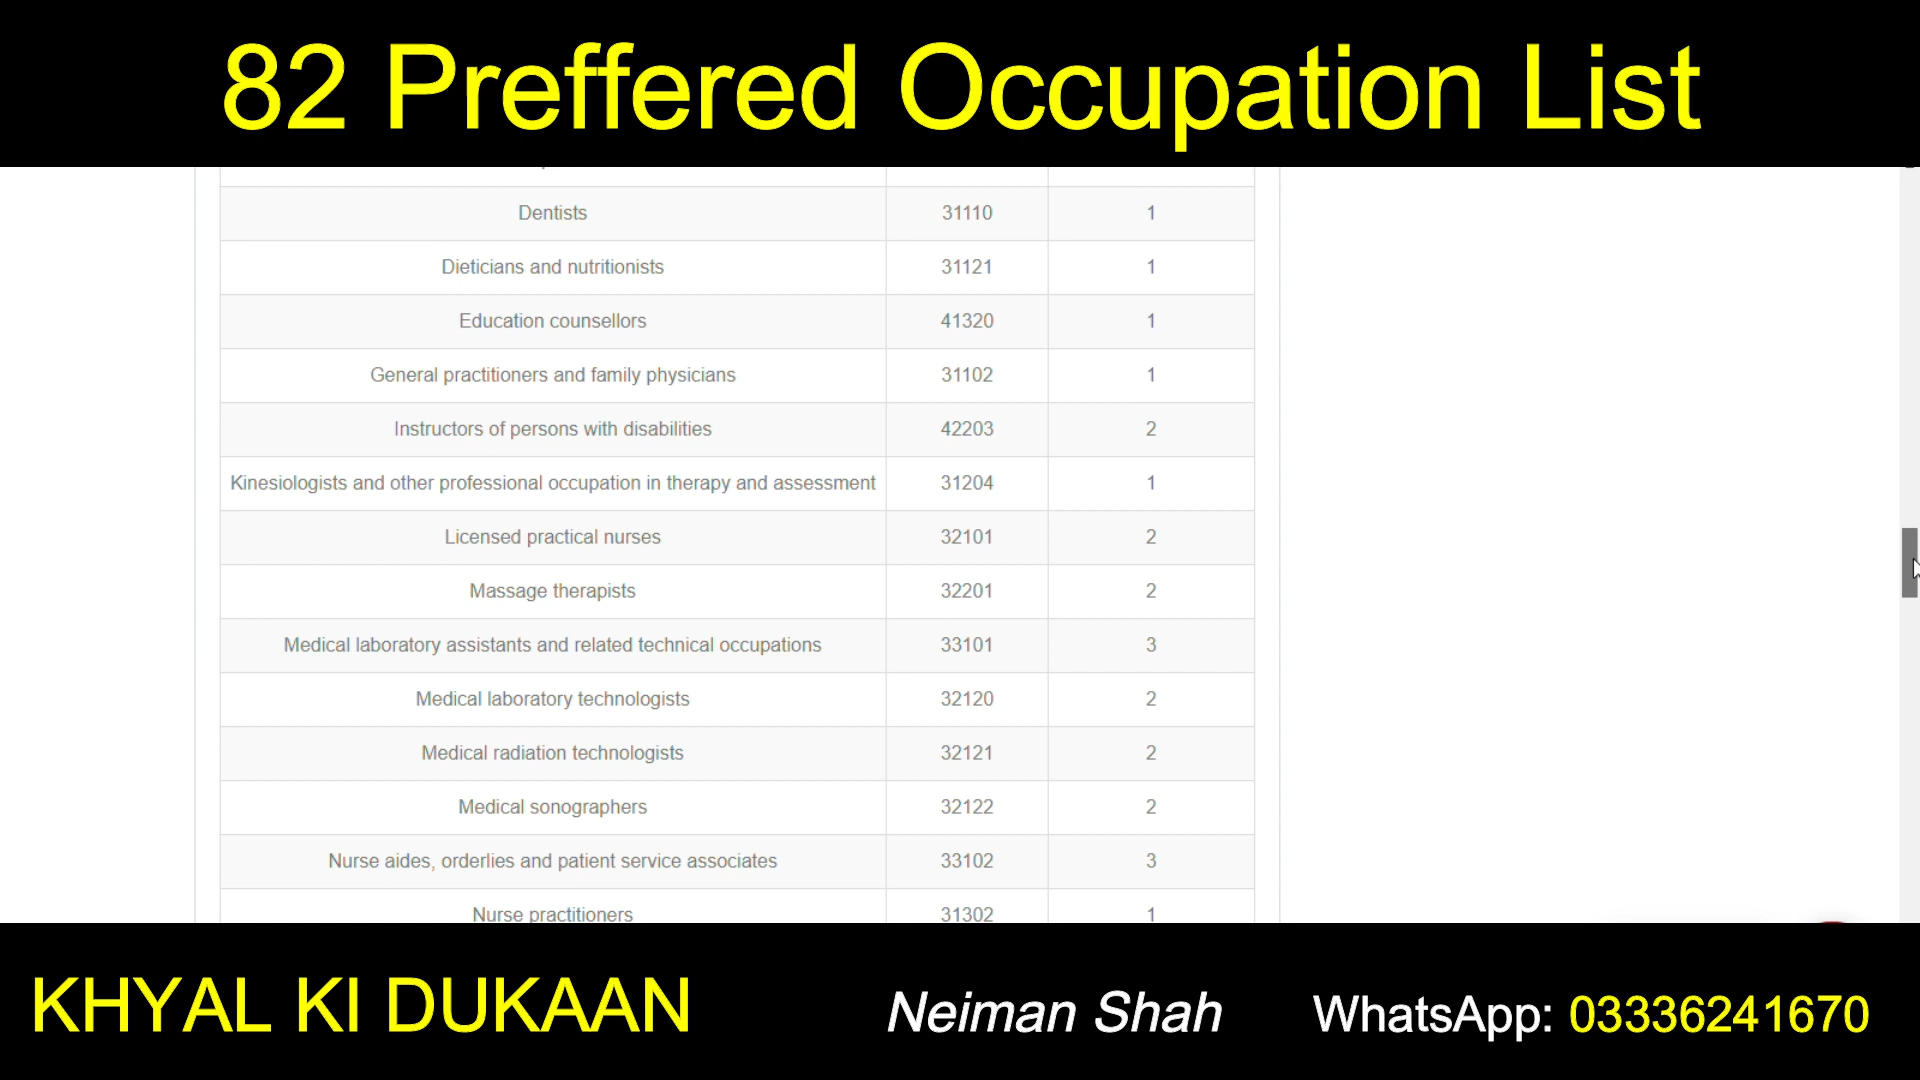 82 Preffered Occupation List
Dentists 31110 1
Dieticians and nutritionists 31121 1
Education counsellors 41320 1
General practitioners and family physicians 31102 1
Instructors of persons with disabilities 42203 2
Kinesiologists and other professional occupation in therapy and assessment 31204 1
Licensed practical nurses 32101 2
Massage therapists 32201 2
Medical laboratory assistants and related technical occupations 33101 3
Medical laboratory technologists 32120 2
Medical radiation technologists 32121 2
Medical sonographers 32122 2
Nurse aides, orderlies and patient service associates 33102 3
Nurse practitioners 31302 1
KHYAL KI DUKAAN Neiman Shah WhatsApp: 03336241670